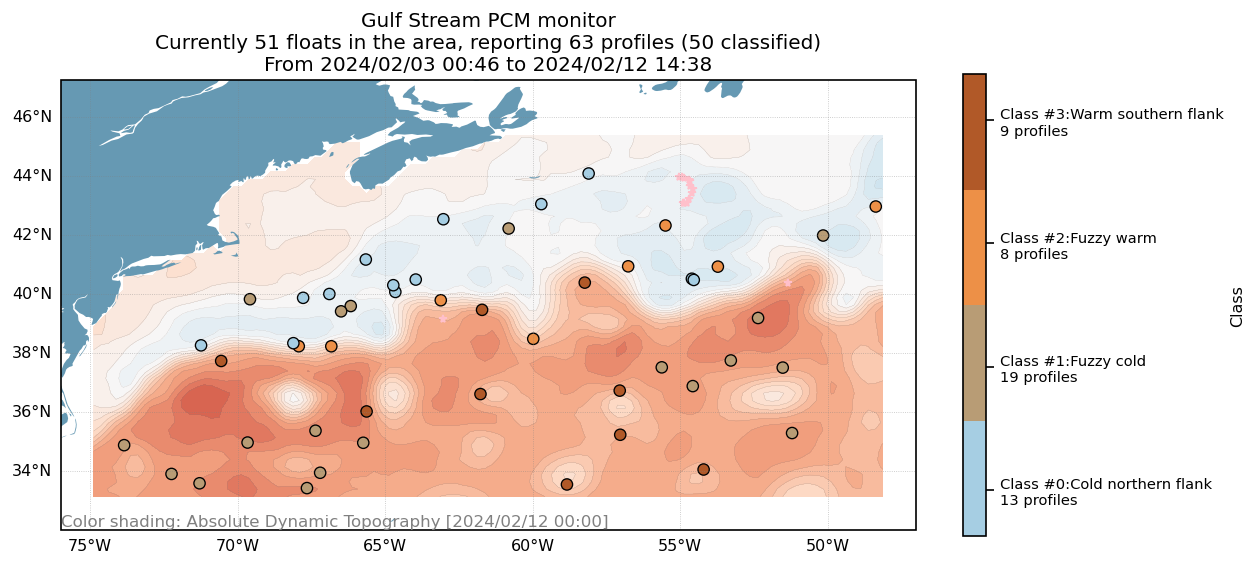 Gulf Stream PCM monitor
Currently 51 floats in the area, reporting 63 profiles (50 classified)
From 2024/02/03 00:46 to 2024/02/12 14:38
46°N
44°N
42°N
40°N
38°N
36°N
34°N
Color shading: Absolute Dynamic Topography [2024/02/12 00:00]
75°W
70°W
65°W
60°W
55°W
50°W
Class #3:Warm southern flank
9 profiles
Class #2:Fuzzy warm
8 profiles
Class #1:Fuzzy cold
19 profiles
Class #0:Cold northern flank
13 profiles
Class